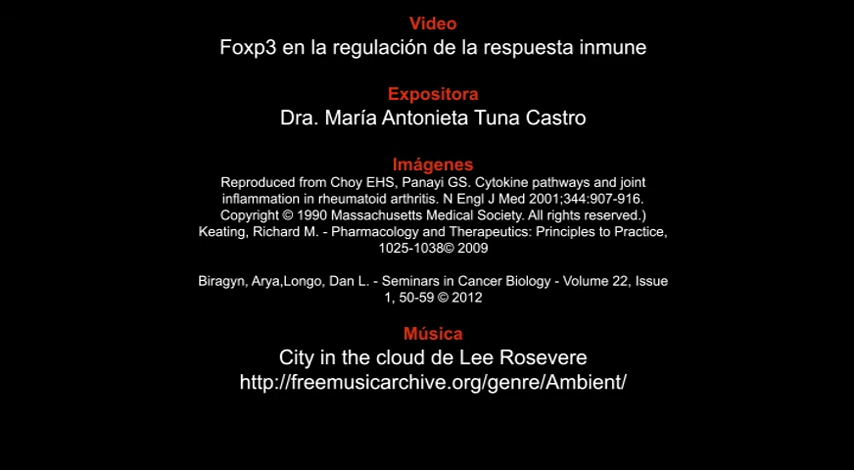 Video
Foxp3 en la regulación de la respuesta inmune
Expositora
Dra. María Antonieta Tuna Castro
Imágenes
Reproduced from Choy EHS, Panayi GS. Cytokine pathways and joint
inflammation in rheumatoid arthritis. N Engl J Med 2001;344:907-916.
Copyright © 1990 Massachusetts Medical Society. All rights reserved.)
Keating, Richard M. - Pharmacology and Therapeutics: Principles to Practice,
1025-1038© 2009
Biragyn, Arya,Longo, Dan L. - Seminars in Cancer Biology - Volume 22, Issue
1, 50-59 © 2012
Música
City in the cloud de Lee Rosevere
http://freemusicarchive.org/genre/Ambient/